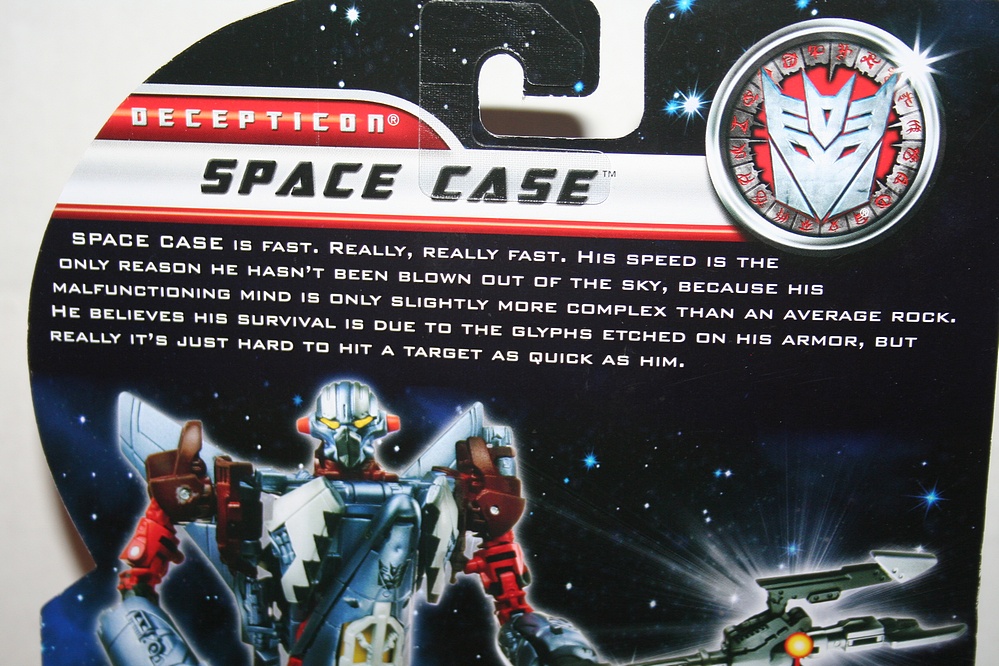 DECEPTICON®
SPACE CASE™
SPACE CASE IS FAST. REALLY, REALLY FAST. HIS SPEED IS THE
ONLY REASON HE HASN'T BEEN BLOWN OUT OF THE SKY, BECAUSE HIS
MALFUNCTIONING MIND IS ONLY SLIGHTLY MORE COMPLEX THAN AN AVERAGE ROCK.
HE BELIEVES HIS SURVIVAL IS DUE TO THE GLYPHS ETCHED ON HIS ARMOR, BUT
REALLY IT'S JUST HARD TO HIT A TARGET AS QUICK AS HIM.